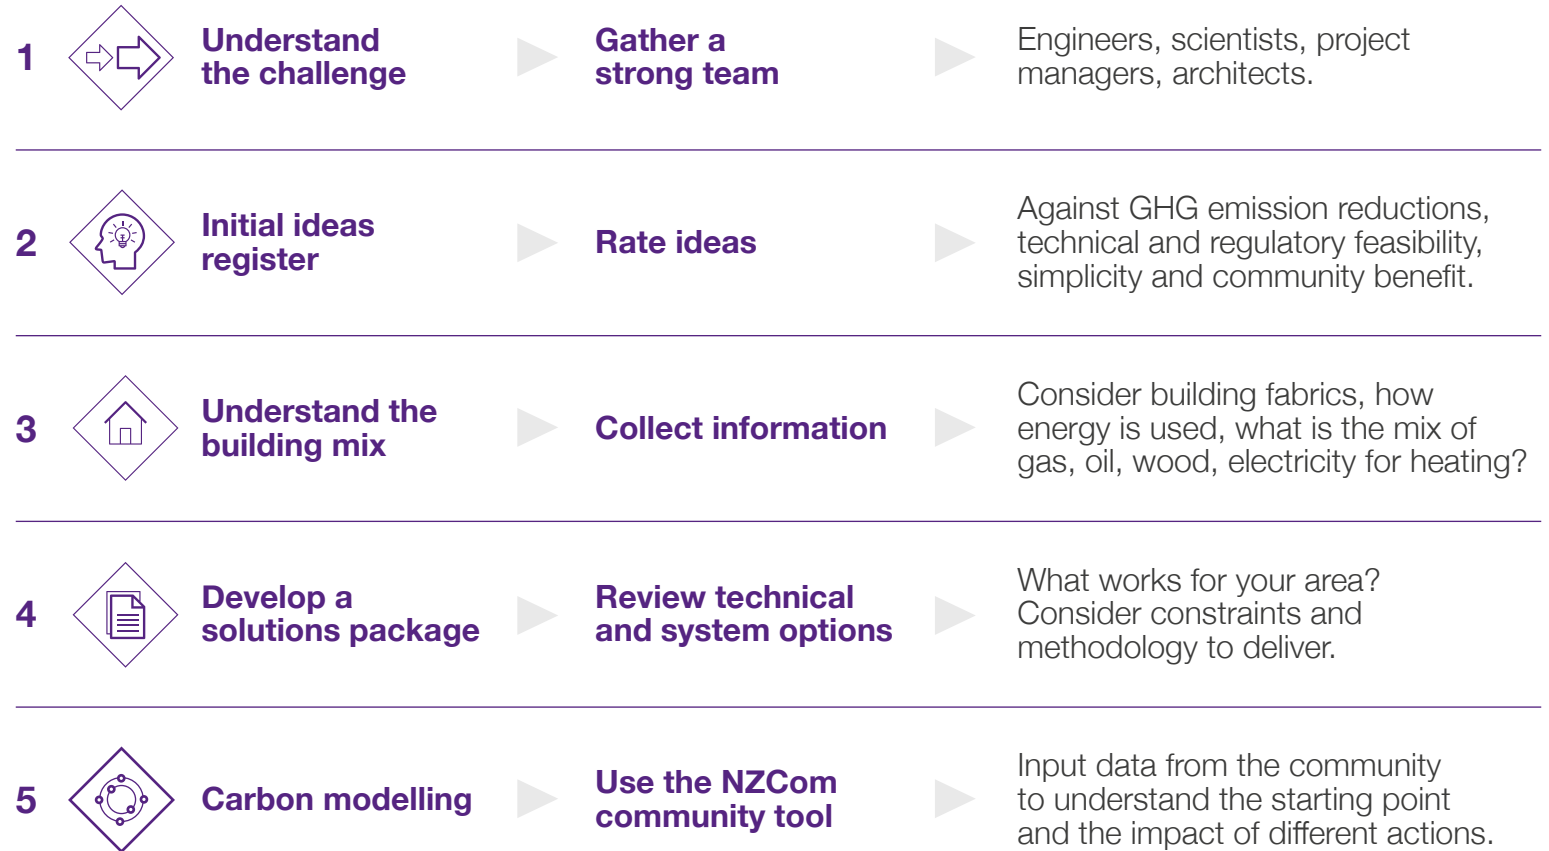 1
Understand
the challenge
Gather a
strong team
Engineers, scientists, project
managers, architects.
2
Initial ideas
register
Rate ideas
Against GHG emission reductions,
technical and regulatory feasibility,
simplicity and community benefit.
3
Understand the
building mix
Collect information
Consider building fabrics, how
energy is used, what is the mix of
gas, oil, wood, electricity for heating?
4
Develop a
solutions package
Review technical
and system options
What works for your area?
Consider constraints and
methodology to deliver.
5
Carbon modelling
Use the NZCom
community tool
Input data from the community
to understand the starting point
and the impact of different actions.